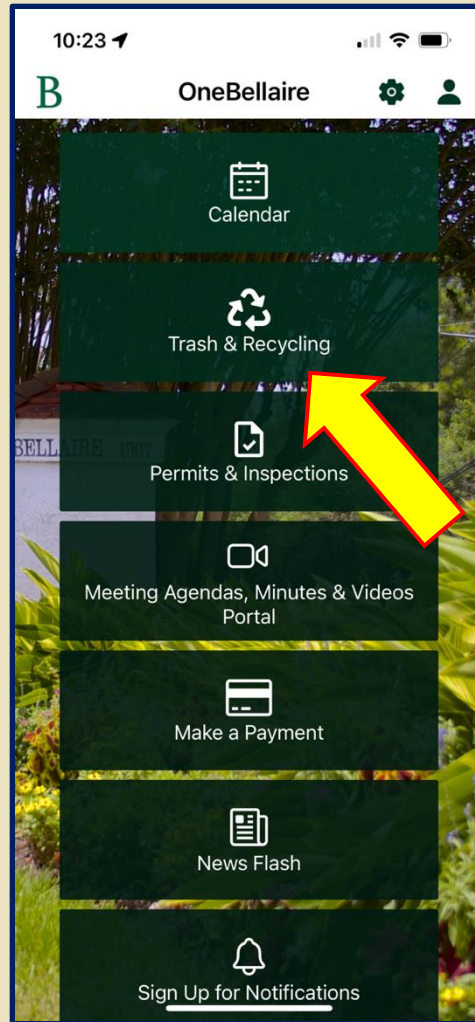 10:23
B
OneBellaire
Calendar
Trash & Recycling
BELLAIRE 1907
Permits & Inspections
Meeting Agendas, Minutes & Videos
Portal
Make a Payment
News Flash
Sign Up for Notifications